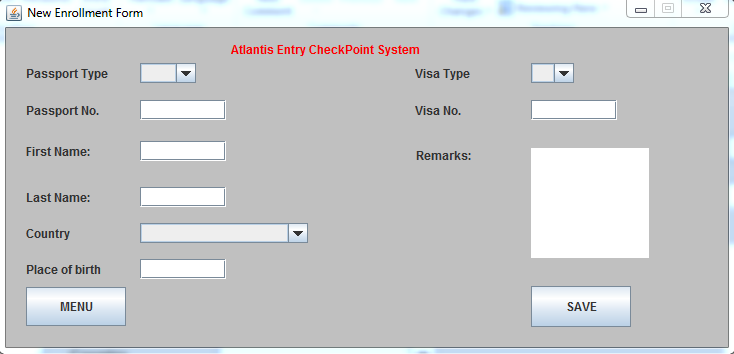 New Enrollment Form
Atlantis Entry CheckPoint System
Passport Type
Visa Type
Passport No.
Visa No.
First Name:
Remarks:
Last Name:
Country
Place of birth
MENU
SAVE